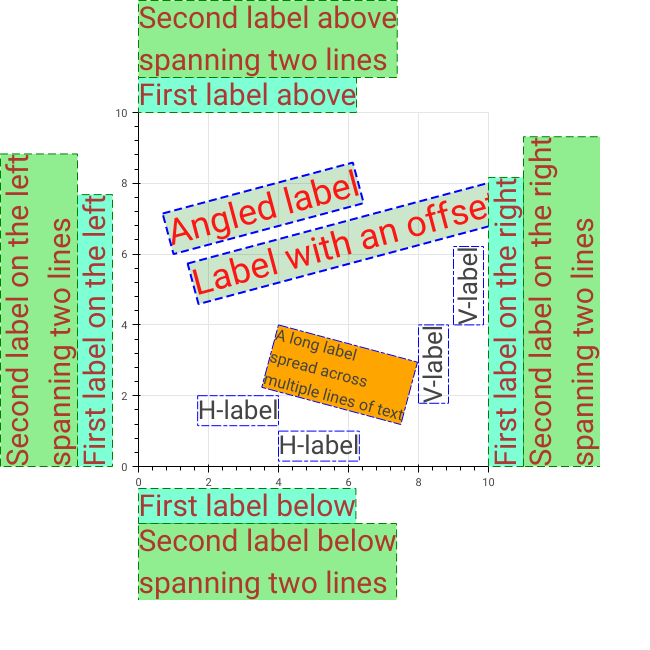 Second label above
spanning two lines
First label above
Second label on the left
spanning two lines
First label on the left
10
8
6
4
2
0
Angled label
Label with an offset
V-label
V-label
A long label
spread across
multiple lines of text
H-label
H-label
0
2
4
6
8
10
First label on the right
Second label on the right
spanning two lines
First label below
Second label below
spanning two lines